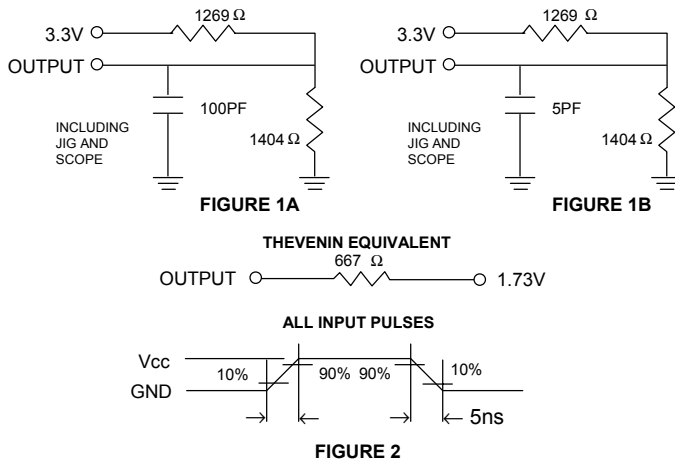 1269 Ω
3.3V
OUTPUT
100PF
INCLUDING
JIG AND
SCOPE
1404 Ω
FIGURE 1A
1269 Ω
3.3V
OUTPUT
5PF
INCLUDING
JIG AND
SCOPE
1404 Ω
FIGURE 1B
THEVENIN EQUIVALENT
667 Ω
OUTPUT 1.73V
ALL INPUT PULSES
Vcc
GND
10% 90% 90% 10%
5ns
FIGURE 2